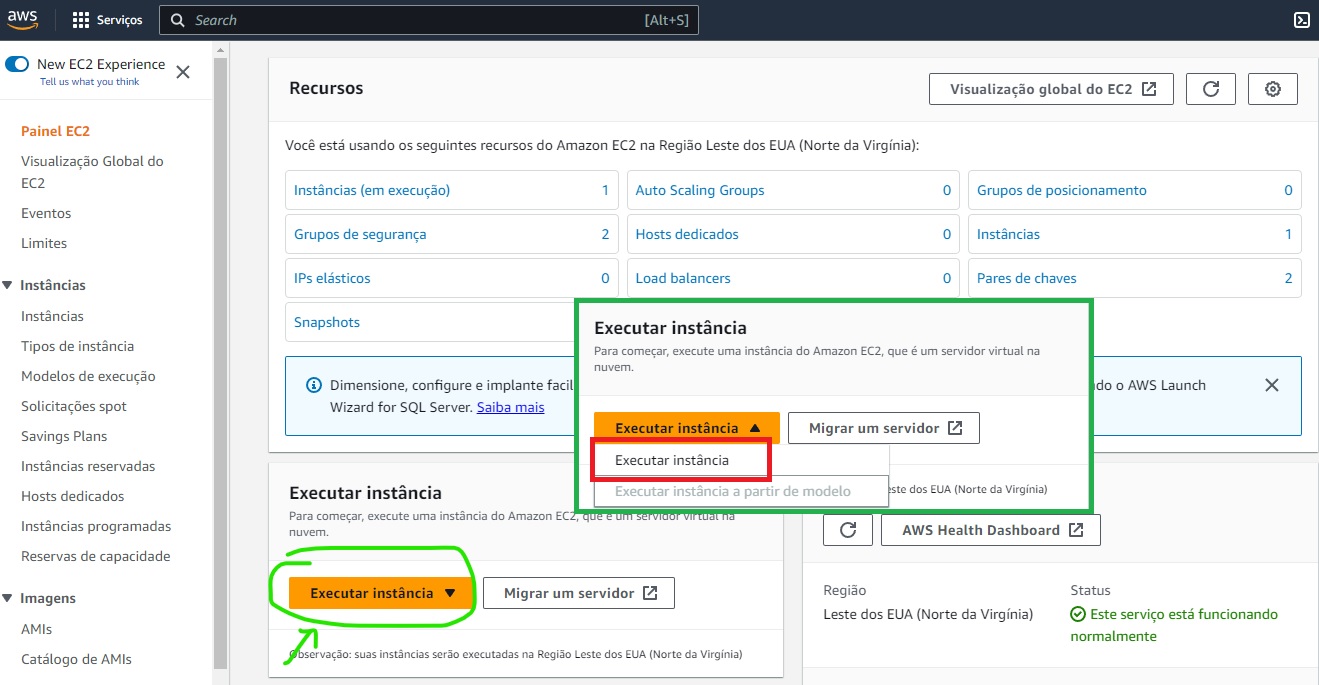 aws
Serviços
Search
[Alt+S]
New EC2 Experience
Tell us what you think
Painel EC2
Visualização Global do
EC2
Eventos
Limites
Instâncias
Instâncias
Tipos de instância
Modelos de execução
Solicitações spot
Savings Plans
Instâncias reservadas
Hosts dedicados
Instâncias programadas
Reservas de capacidade
Imagens
AMIs
Catálogo de AMIs
Recursos
Visualização global do EC2
Você está usando os seguintes recursos do Amazon EC2 na Região Leste dos EUA (Norte da Virgínia):
Instâncias (em execução) 1
Auto Scaling Groups 0
Grupos de posicionamento 0
Grupos de segurança 2
Hosts dedicados 0
Instâncias 1
IPs elásticos 0
Load balancers 0
Pares de chaves 2
Snapshots
Dimensione, configure e implante
o AWS Launch
Wizard for SQL Server. Saiba mais
Executar instância
Para começar, execute uma instância do Amazon EC2, que é um servidor virtual na
nuvem.
Executar instância
Migrar um servidor
Executar instância
Executar instância a partir de modelo
dos EUA (Norte da Virgínia)
Executar instância
Para começar, execute uma instância do Amazon EC2, que é um servidor virtual na
nuvem.
Executar instância
Migrar um servidor
Observação: suas instâncias serão executadas na Região Leste dos EUA (Norte da Virgínia)
AWS Health Dashboard
Região
Leste dos EUA (Norte da Virgínia)
Status
Este serviço está funcionando
normalmente